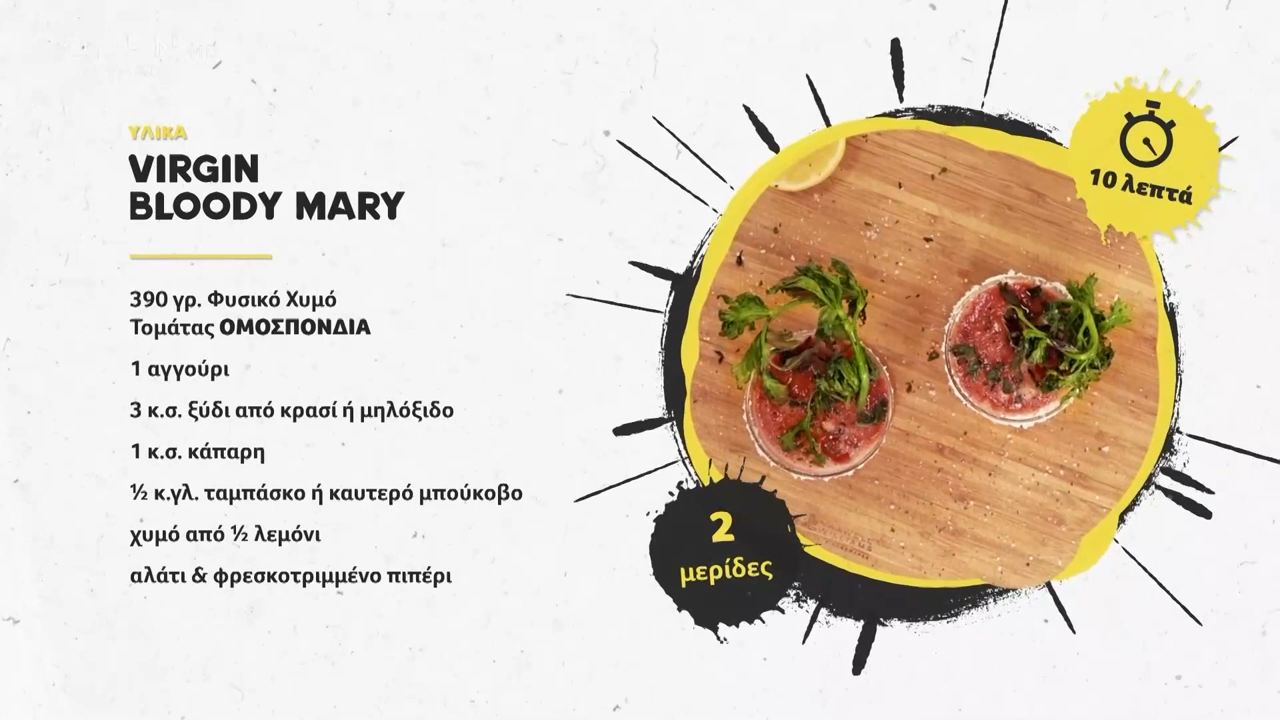 ΥΛΙΚΑ
VIRGIN
BLOODY MARY
390 γρ. Φυσικό Χυμό
Τομάτας ΟΜΟΣΠΟΝΔΙΑ
1 αγγούρι
3 κ.σ. ξύδι από κρασί ή μηλόξιδο
1 κ.σ. κάπαρη
½ κ.γλ. ταμπάσκο ή καυτερό μπούκοβο
χυμό από ½ λεμόνι
αλάτι & φρεσκοτριμμένο πιπέρι
10 λεπτά
2
μερίδες